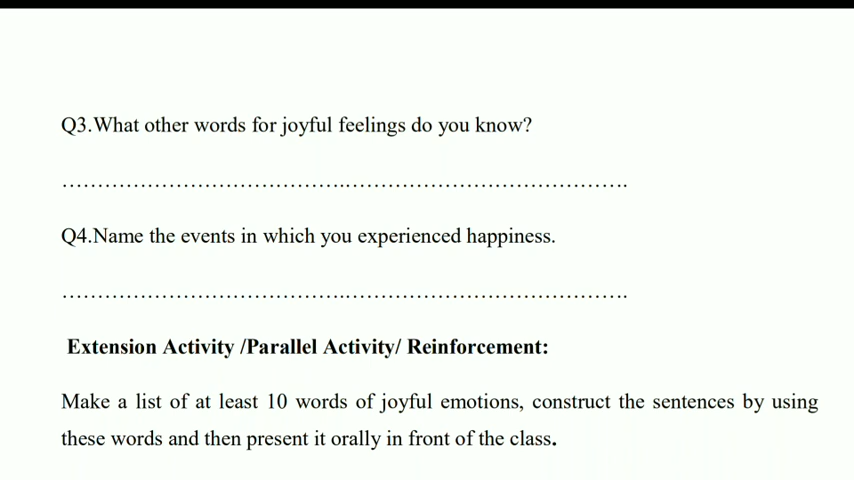 Q3.What other words for joyful feelings do you know?
………………………………….………………………………….
Q4.Name the events in which you experienced happiness.
………………………………….………………………………….
Extension Activity /Parallel Activity/ Reinforcement:
Make a list of at least 10 words of joyful emotions, construct the sentences by using
these words and then present it orally in front of the class.